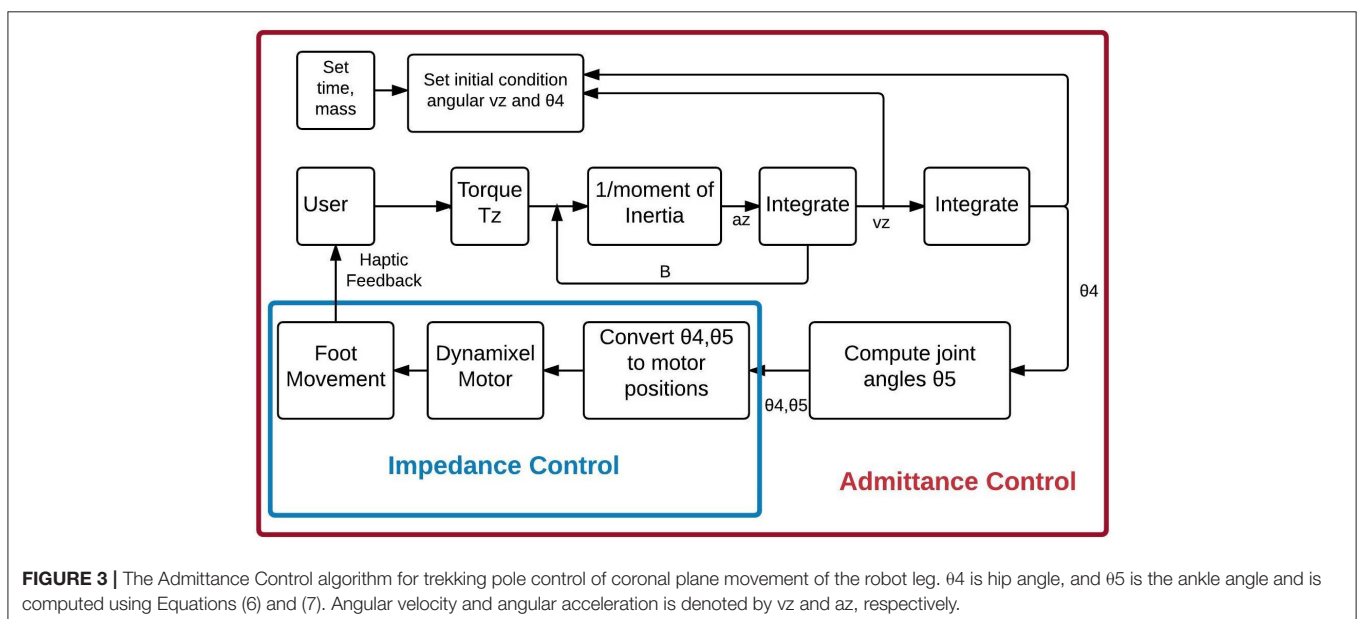 Set
time,
mass
Set initial condition
angular vz and θ4
User
Torque
Tz
1/moment of
Inertia
az
Integrate
vz
Integrate
Haptic
Feedback
B
θ4
Foot
Movement
Dynamixel
Motor
Convert θ4,θ5
to motor
positions
θ4,θ5
Compute joint
angles θ5
Impedance Control
Admittance Control
FIGURE 3 | The Admittance Control algorithm for trekking pole control of coronal plane movement of the robot leg. θ4 is hip angle, and θ5 is the ankle angle and is
computed using Equations (6) and (7). Angular velocity and angular acceleration is denoted by vz and az, respectively.